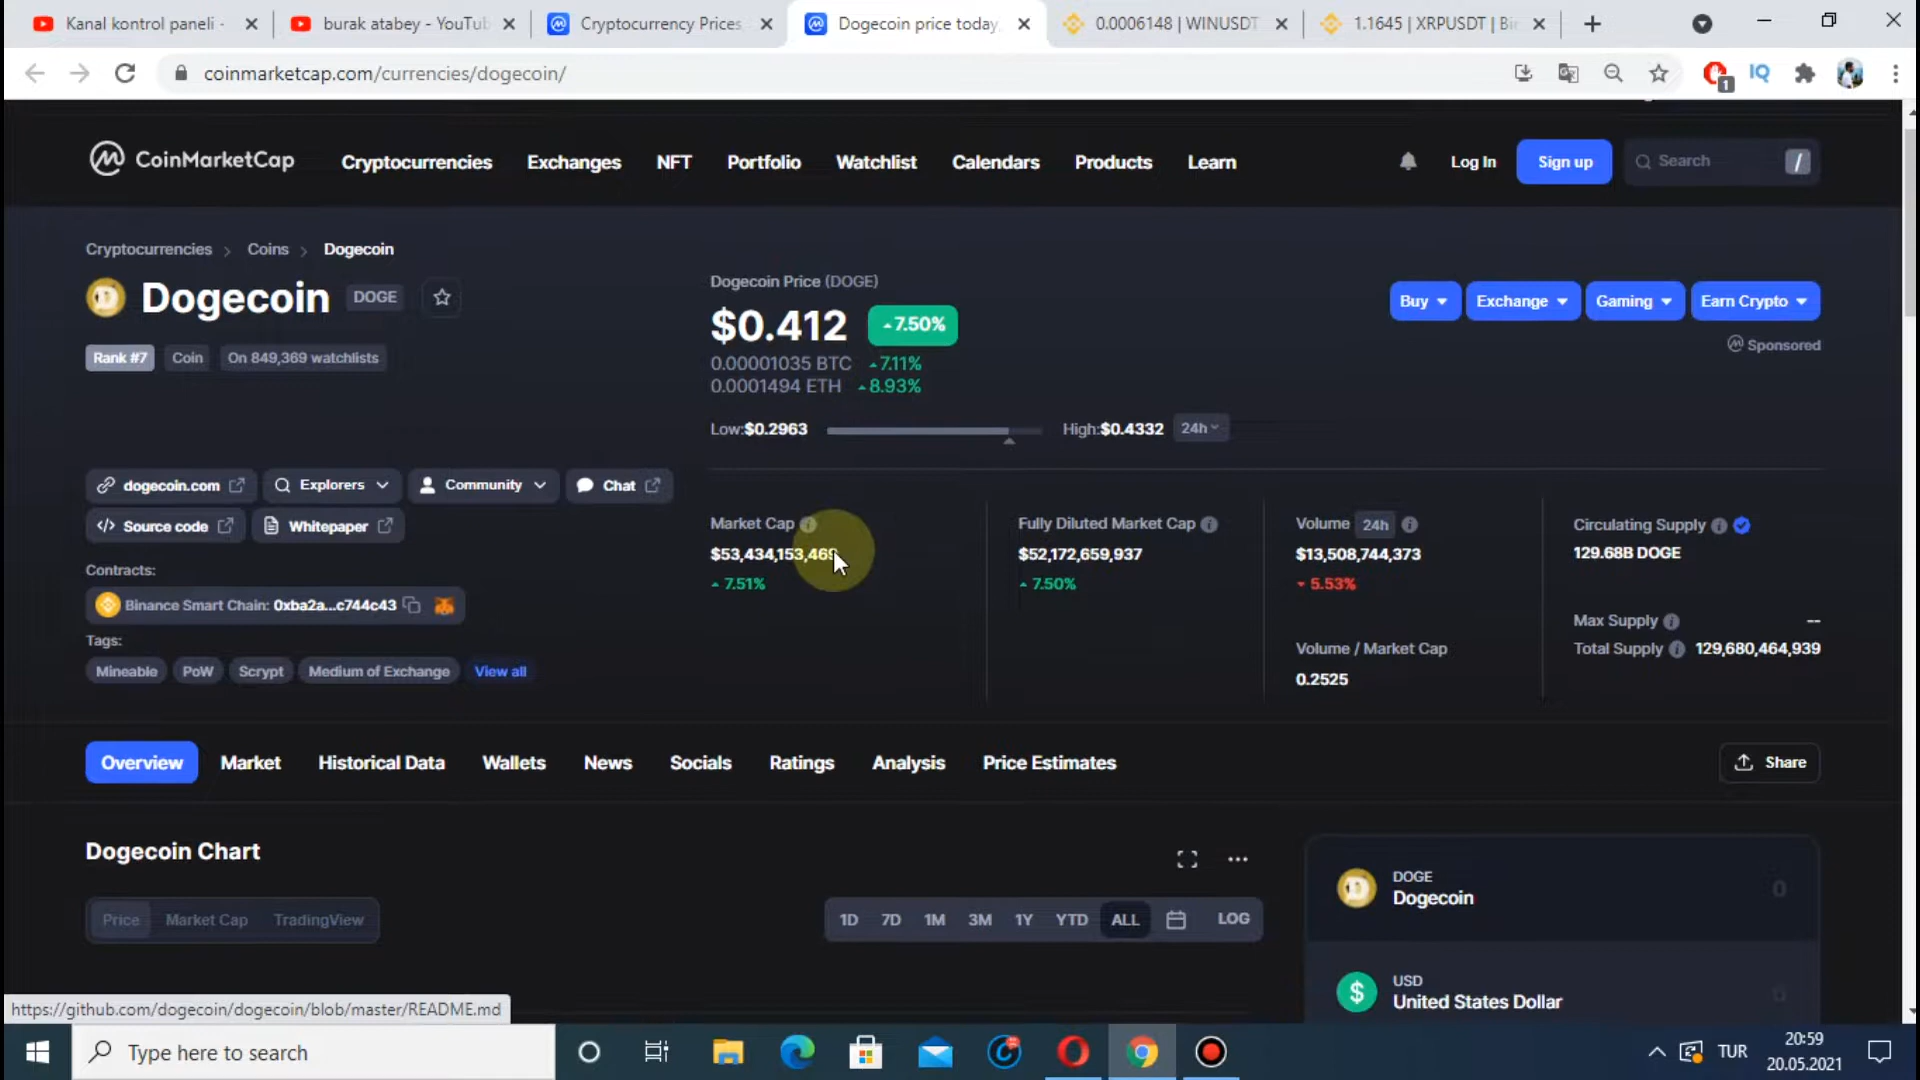 Kanal kontrol paneli -
burak atabey - YouTub
Cryptocurrency Prices
Dogecoin price today,
0.0006148 | WINUSDT
1.1645 | XRPUSDT | Bir
coinmarketcap.com/currencies/dogecoin/
1
IQ
CoinMarketCap
Cryptocurrencies
Exchanges
NFT
Portfolio
Watchlist
Calendars
Products
Learn
Log In
Sign up
Search
/
Cryptocurrencies > Coins > Dogecoin
Dogecoin DOGE
Rank #7
Coin
On 849,369 watchlists
Dogecoin Price (DOGE)
$0.412 7.50%
0.00001035 BTC 7.11%
0.0001494 ETH 8.93%
Low:$0.2963
High:$0.4332
24h
Buy
Exchange
Gaming
Earn Crypto
Sponsored
dogecoin.com
Explorers
Community
Chat
Source code
Whitepaper
Contracts:
Binance Smart Chain: 0xba2a...c744c43
Tags:
Mineable
PoW
Scrypt
Medium of Exchange
View all
Market Cap
$53,434,153,469
7.51%
Fully Diluted Market Cap
$52,172,659,937
7.50%
Volume 24h
$13,508,744,373
5.53%
Volume / Market Cap
0.2525
Circulating Supply
129.68B DOGE
Max Supply --
Total Supply 129,680,464,939
Overview
Market
Historical Data
Wallets
News
Socials
Ratings
Analysis
Price Estimates
Share
Dogecoin Chart
Price
Market Cap
TradingView
1D
7D
1M
3M
1Y
YTD
ALL
LOG
DOGE
Dogecoin
0
USD
United States Dollar
https://github.com/dogecoin/dogecoin/blob/master/README.md
Type here to search
TUR
20:59
20.05.2021